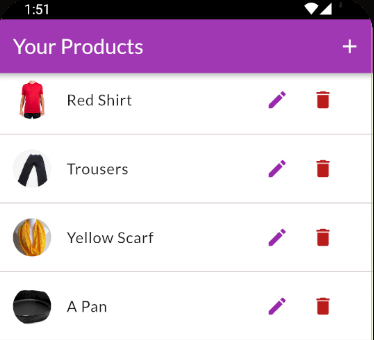 1:51
Your Products
Red Shirt
Trousers
Yellow Scarf
A Pan